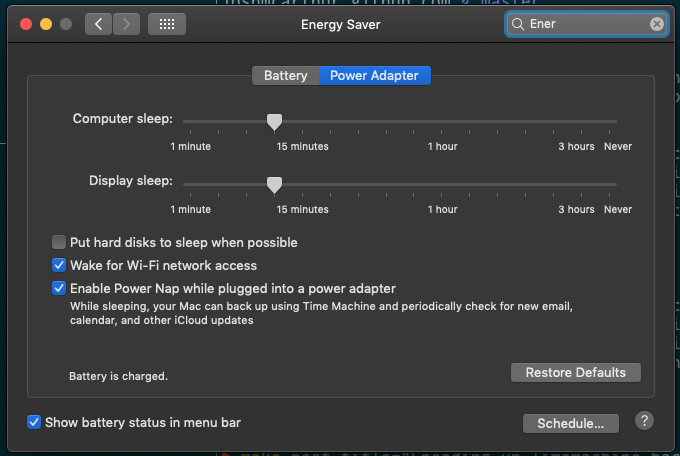 Energy Saver
Ener
Battery
Power Adapter
Computer sleep:
1 minute 15 minutes 1 hour 3 hours Never
Display sleep:
1 minute 15 minutes 1 hour 3 hours Never
Put hard disks to sleep when possible
Wake for Wi-Fi network access
Enable Power Nap while plugged into a power adapter
While sleeping, your Mac can back up using Time Machine and periodically check for new email,
calendar, and other iCloud updates
Battery is charged.
Restore Defaults
Show battery status in menu bar
Schedule...
?